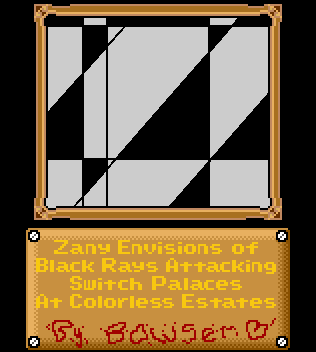 Zany Envisions of
Black Rays Attacking
Switch Palaces
At Colorless Estates
By, BOWSER